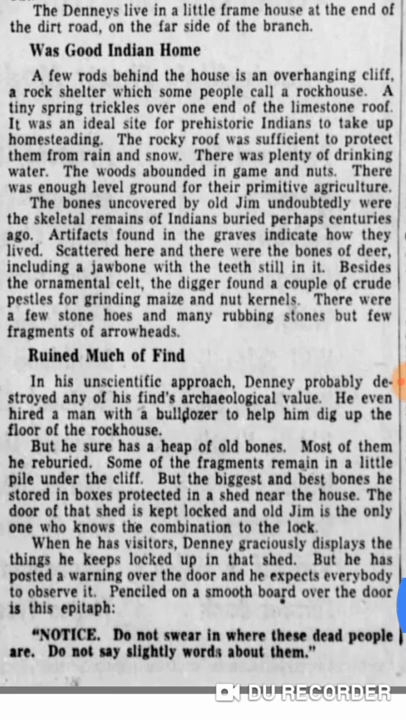 The Denneys live in a little frame house at the end of
the dirt road, on the far side of the branch.
Was Good Indian Home
A few rods behind the house is an overhanging cliff,
a rock shelter which some people call a rockhouse. A
tiny spring trickles over one end of the limestone roof.
It was an ideal site for prehistoric Indians to take up
homesteading. The rocky roof was sufficient to protect
them from rain and snow. There was plenty of drinking
water. The woods abounded in game and nuts. There
was enough level ground for their primitive agriculture.
The bones uncovered by old Jim undoubtedly were
the skeletal remains of Indians buried perhaps centuries
ago. Artifacts found in the graves indicate how they
lived. Scattered here and there were the bones of deer,
including a jawbone with the teeth still in it. Besides
the ornamental celt, the digger found a couple of crude
pestles for grinding maize and nut kernels. There were
a few stone hoes and many rubbing stones but few
fragments of arrowheads.
Ruined Much of Find
In his unscientific approach, Denney probably de-
stroyed any of his find's archaeological value. He even
hired a man with a bulldozer to help him dig up the
floor of the rockhouse.
But he sure has a heap of old bones. Most of them
he reburied. Some of the fragments remain in a little
pile under the cliff. But the biggest and best bones he
stored in boxes protected in a shed near the house. The
door of that shed is kept locked and old Jim is the only
one who knows the combination to the lock.
When he has visitors, Denney graciously displays the
things he keeps locked up in that shed. But he has
posted a warning over the door and he expects everybody
to observe it. Penciled on a smooth board over the door
is this epitaph:
"NOTICE. Do not swear in where these dead people
are. Do not say slightly words about them."
DU RECORDER